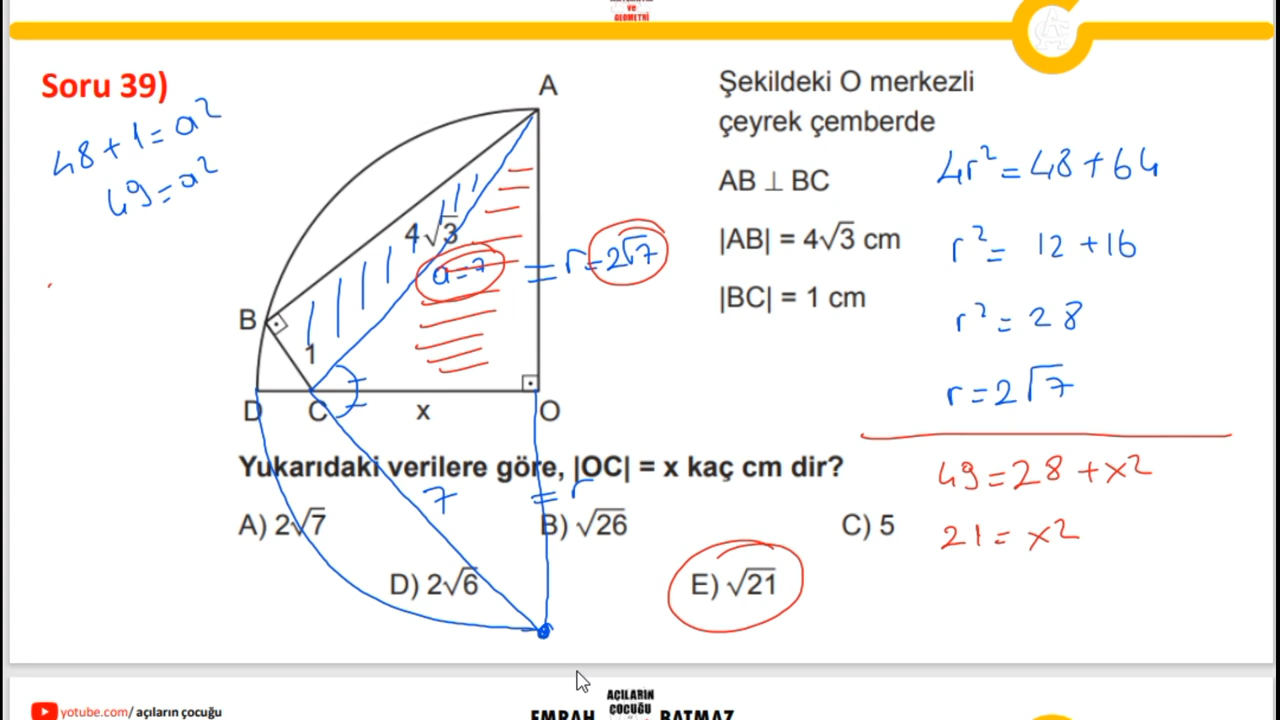 ve
GEOMETRİ
Soru 39)
48+1=a²
49=a²
A
4√3
a=7
= r=2√7
B
1
D
C
x
O
Şekildeki O merkezli
çeyrek çemberde
AB ⊥ BC
|AB| = 4√3 cm
|BC| = 1 cm
4r²=48+64
r²= 12+16
r²=28
r=2√7
49=28+x2
21=x2
Yukarıdaki verilere göre, |OC| = x kaç cm dir?
7
= r
A) 2√7
B) √26
C) 5
D) 2√6
E) √21
yotube.com/ açıların çocuğu
AÇILARIN
ÇOCUĞU
EMRAH
BATMAZ